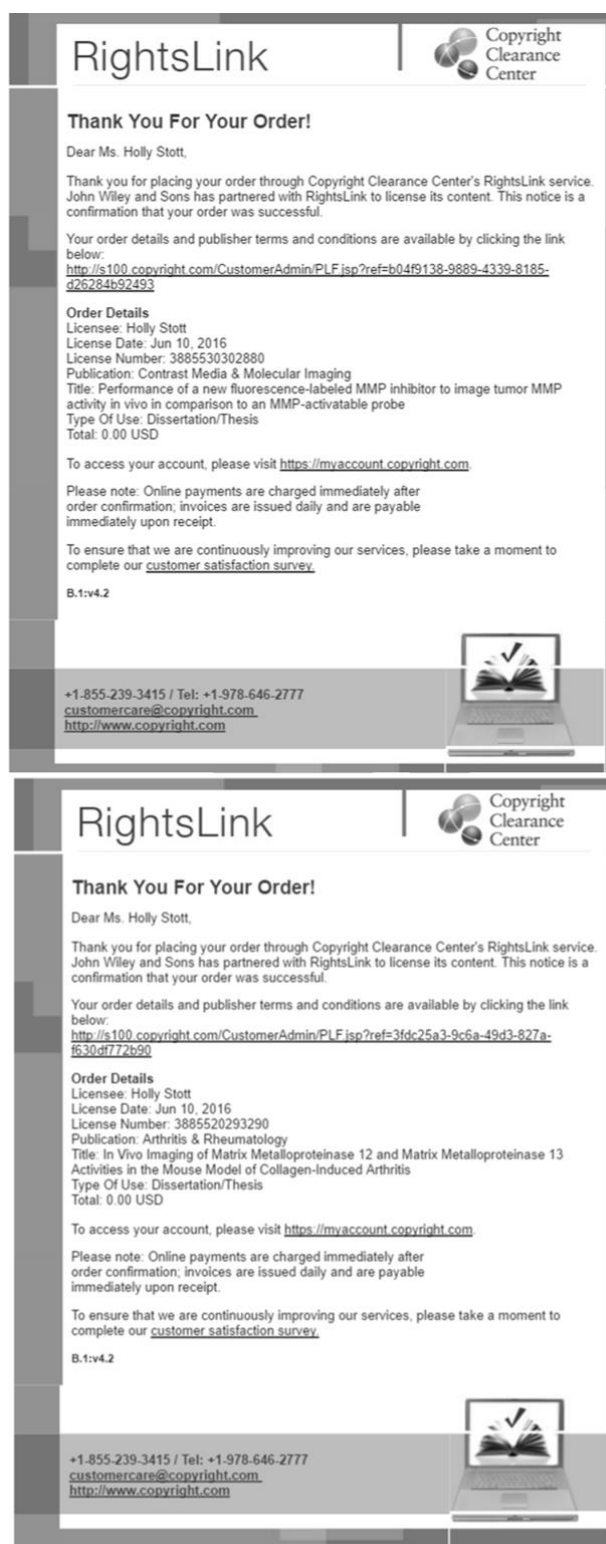 RightsLink
Copyright
Clearance
Center
Thank You For Your Order!
Dear Ms. Holly Stott,
Thank you for placing your order through Copyright Clearance Center's RightsLink service.
John Wiley and Sons has partnered with RightsLink to license its content. This notice is a
confirmation that your order was successful.
Your order details and publisher terms and conditions are available by clicking the link
below:
http://s100.copyright.com/CustomerAdmin/PLF.jsp?ref=b04f9138-9889-4339-8185-
d26284b92493
Order Details
Licensee: Holly Stott
License Date: Jun 10, 2016
License Number: 3885530302880
Publication: Contrast Media & Molecular Imaging
Title: Performance of a new fluorescence-labeled MMP inhibitor to image tumor MMP
activity in vivo in comparison to an MMP-activatable probe
Type Of Use: Dissertation/Thesis
Total: 0.00 USD
To access your account, please visit https://myaccount.copyright.com.
Please note: Online payments are charged immediately after
order confirmation; invoices are issued daily and are payable
immediately upon receipt.
To ensure that we are continuously improving our services, please take a moment to
complete our customer satisfaction survey.
B.1:v4.2
+1-855-239-3415 / Tel: +1-978-646-2777
customercare@copyright.com
http://www.copyright.com
RightsLink
Copyright
Clearance
Center
Thank You For Your Order!
Dear Ms. Holly Stott,
Thank you for placing your order through Copyright Clearance Center's RightsLink service.
John Wiley and Sons has partnered with RightsLink to license its content. This notice is a
confirmation that your order was successful.
Your order details and publisher terms and conditions are available by clicking the link
below:
http://s100.copyright.com/CustomerAdmin/PLF.jsp?ref=3fdc25a3-9c6a-49d3-827a-
f630df772b90
Order Details
Licensee: Holly Stott
License Date: Jun 10, 2016
License Number: 3885520293290
Publication: Arthritis & Rheumatology
Title: In Vivo Imaging of Matrix Metalloproteinase 12 and Matrix Metalloproteinase 13
Activities in the Mouse Model of Collagen-Induced Arthritis
Type Of Use: Dissertation/Thesis
Total: 0.00 USD
To access your account, please visit https://myaccount.copyright.com.
Please note: Online payments are charged immediately after
order confirmation; invoices are issued daily and are payable
immediately upon receipt.
To ensure that we are continuously improving our services, please take a moment to
complete our customer satisfaction survey.
B.1:v4.2
+1-855-239-3415 / Tel: +1-978-646-2777
customercare@copyright.com
http://www.copyright.com